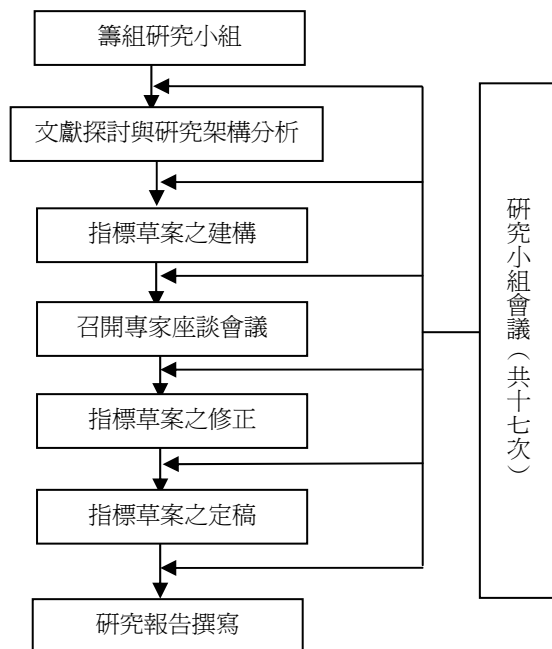 籌組研究小組
文獻探討與研究架構分析
指標草案之建構
召開專家座談會議
指標草案之修正
指標草案之定稿
研究報告撰寫
研究小組會議（共十七次）